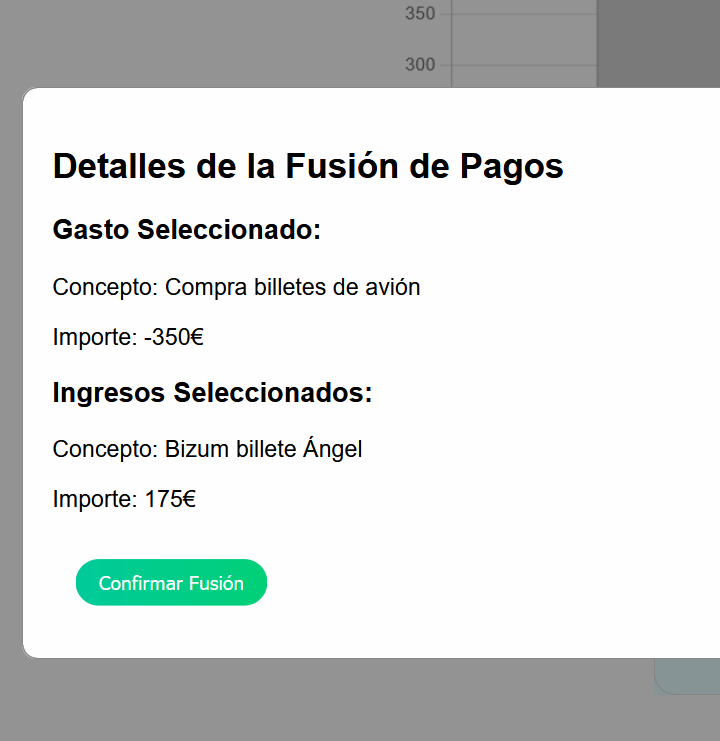 350
300
Detalles de la Fusión de Pagos
Gasto Seleccionado:
Concepto: Compra billetes de avión
Importe: -350€
Ingresos Seleccionados:
Concepto: Bizum billete Ángel
Importe: 175€
Confirmar Fusión